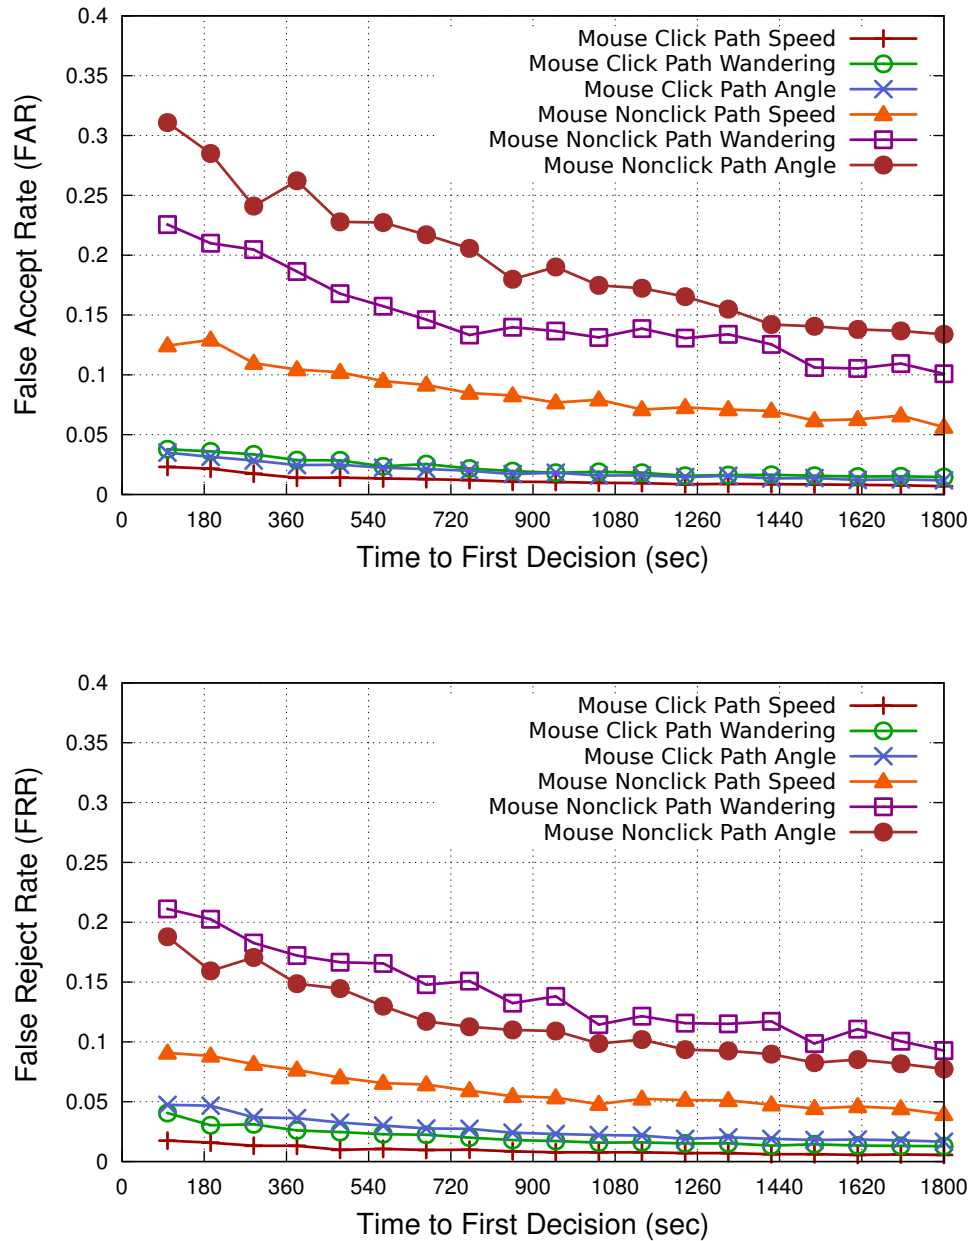 0.4
0.35
0.3
0.25
0.2
0.15
0.1
0.05
0
False Accept Rate (FAR)
Mouse Click Path Speed
Mouse Click Path Wandering
Mouse Click Path Angle
Mouse Nonclick Path Speed
Mouse Nonclick Path Wandering
Mouse Nonclick Path Angle
0 180 360 540 720 900 1080 1260 1440 1620 1800
Time to First Decision (sec)
0.4
0.35
0.3
0.25
0.2
0.15
0.1
0.05
0
False Reject Rate (FRR)
Mouse Click Path Speed
Mouse Click Path Wandering
Mouse Click Path Angle
Mouse Nonclick Path Speed
Mouse Nonclick Path Wandering
Mouse Nonclick Path Angle
0 180 360 540 720 900 1080 1260 1440 1620 1800
Time to First Decision (sec)